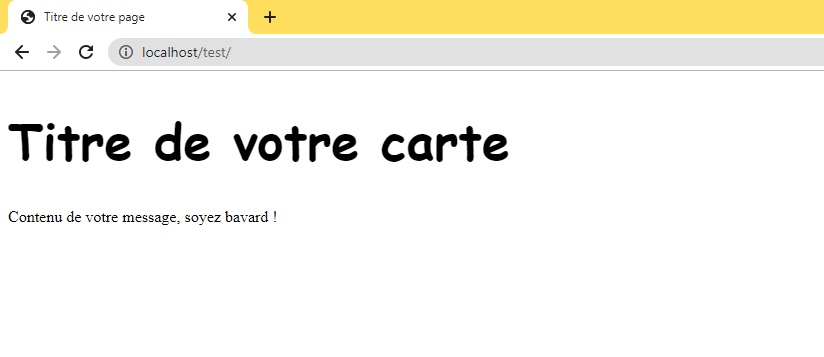 Titre de votre page
localhost/test/
Titre de votre carte
Contenu de votre message, soyez bavard !